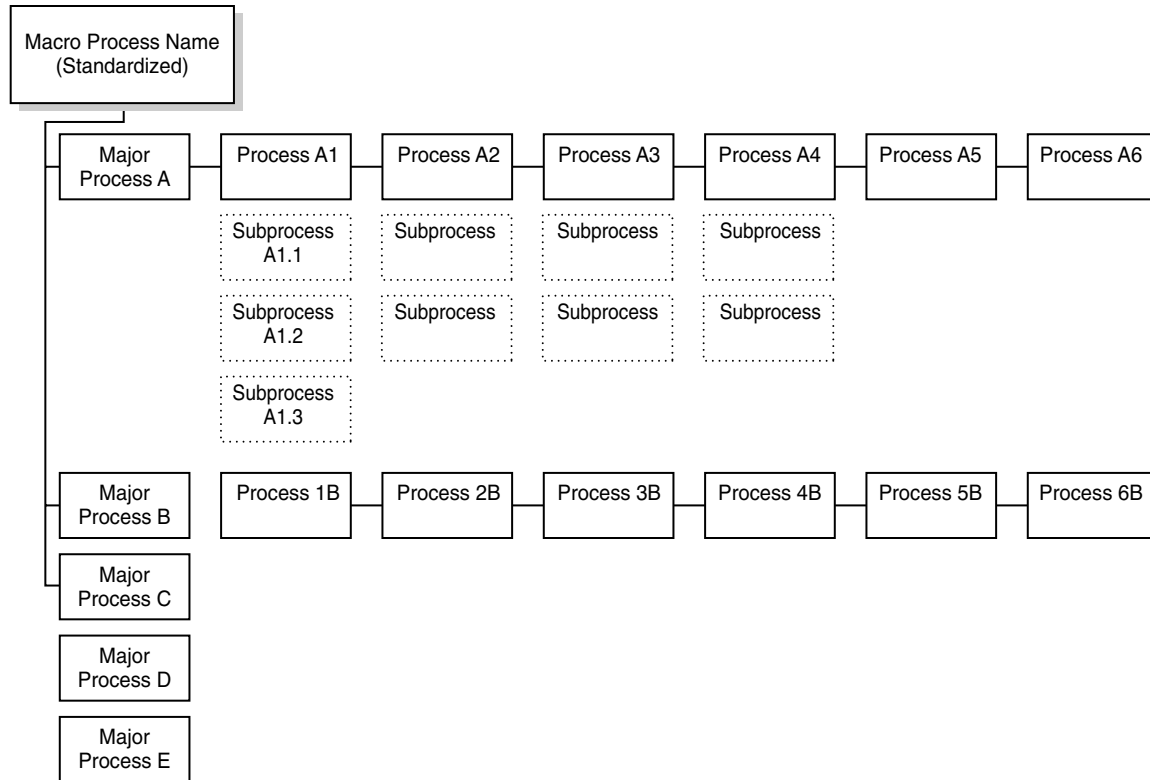 Macro Process Name
(Standardized)
Major
Process A
Process A1
Process A2
Process A3
Process A4
Process A5
Process A6
Subprocess
A1.1
Subprocess
Subprocess
Subprocess
Subprocess
A1.2
Subprocess
Subprocess
Subprocess
Subprocess
A1.3
Major
Process B
Process 1B
Process 2B
Process 3B
Process 4B
Process 5B
Process 6B
Major
Process C
Major
Process D
Major
Process E